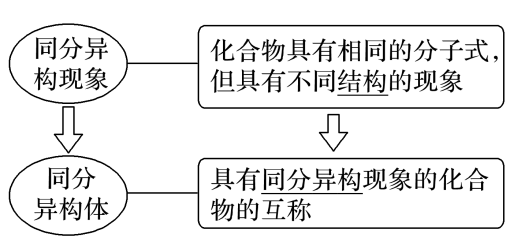 同分异
构现象
化合物具有相同的分子式，
但具有不同结构的现象
同分
异构体
具有同分异构现象的化合
物的互称